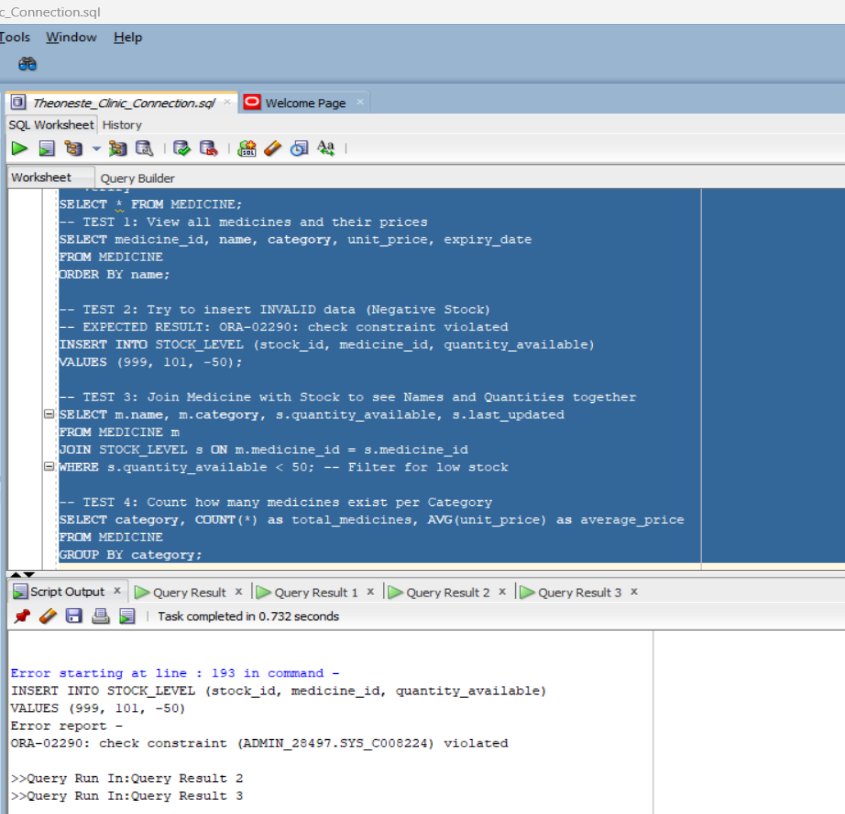 c_Connection.sql
Tools Window Help
Theoneste_Clinic_Connection.sql Welcome Page
SQL Worksheet History
Worksheet Query Builder
SELECT * FROM MEDICINE;
-- TEST 1: View all medicines and their prices
SELECT medicine_id, name, category, unit_price, expiry_date
FROM MEDICINE
ORDER BY name;
-- TEST 2: Try to insert INVALID data (Negative Stock)
-- EXPECTED RESULT: ORA-02290: check constraint violated
INSERT INTO STOCK_LEVEL (stock_id, medicine_id, quantity_available)
VALUES (999, 101, -50);
-- TEST 3: Join Medicine with Stock to see Names and Quantities together
SELECT m.name, m.category, s.quantity_available, s.last_updated
FROM MEDICINE m
JOIN STOCK_LEVEL s ON m.medicine_id = s.medicine_id
WHERE s.quantity_available < 50; -- Filter for low stock
-- TEST 4: Count how many medicines exist per Category
SELECT category, COUNT(*) as total_medicines, AVG(unit_price) as average_price
FROM MEDICINE
GROUP BY category;
Script Output x Query Result x Query Result 1 x Query Result 2 x Query Result 3 x
Task completed in 0.732 seconds
Error starting at line : 193 in command -
INSERT INTO STOCK_LEVEL (stock_id, medicine_id, quantity_available)
VALUES (999, 101, -50)
Error report -
ORA-02290: check constraint (ADMIN_28497.SYS_C008224) violated
>>Query Run In:Query Result 2
>>Query Run In:Query Result 3